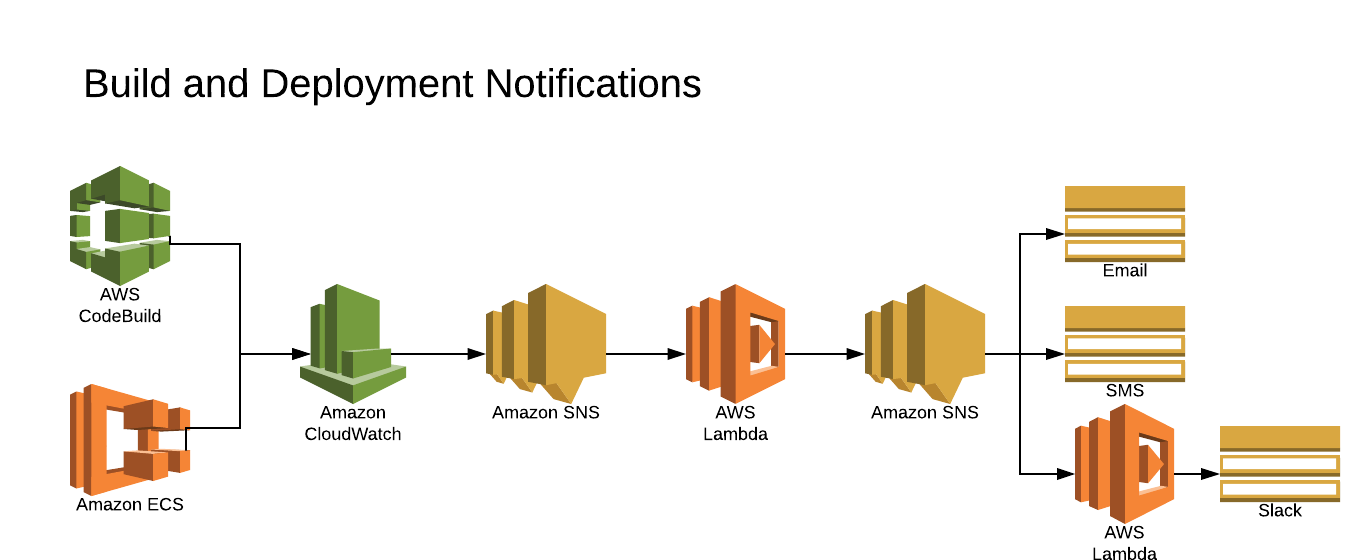 Build and Deployment Notifications
AWS
CodeBuild
Amazon ECS
Amazon
CloudWatch
Amazon SNS
AWS
Lambda
Amazon SNS
Email
SMS
AWS
Lambda
Slack